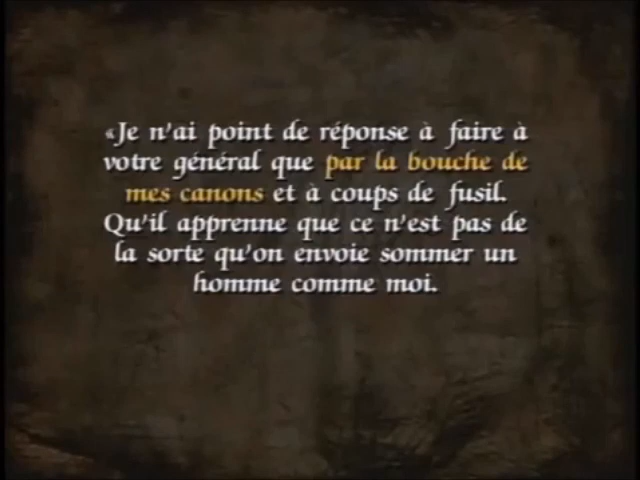 «Je n'ai point de réponse à faire à
votre général que par la bouche de
mes canons et à coups de fusil.
Qu'il apprenne que ce n'est pas de
la sorte qu'on envoie sommer un
homme comme moi.